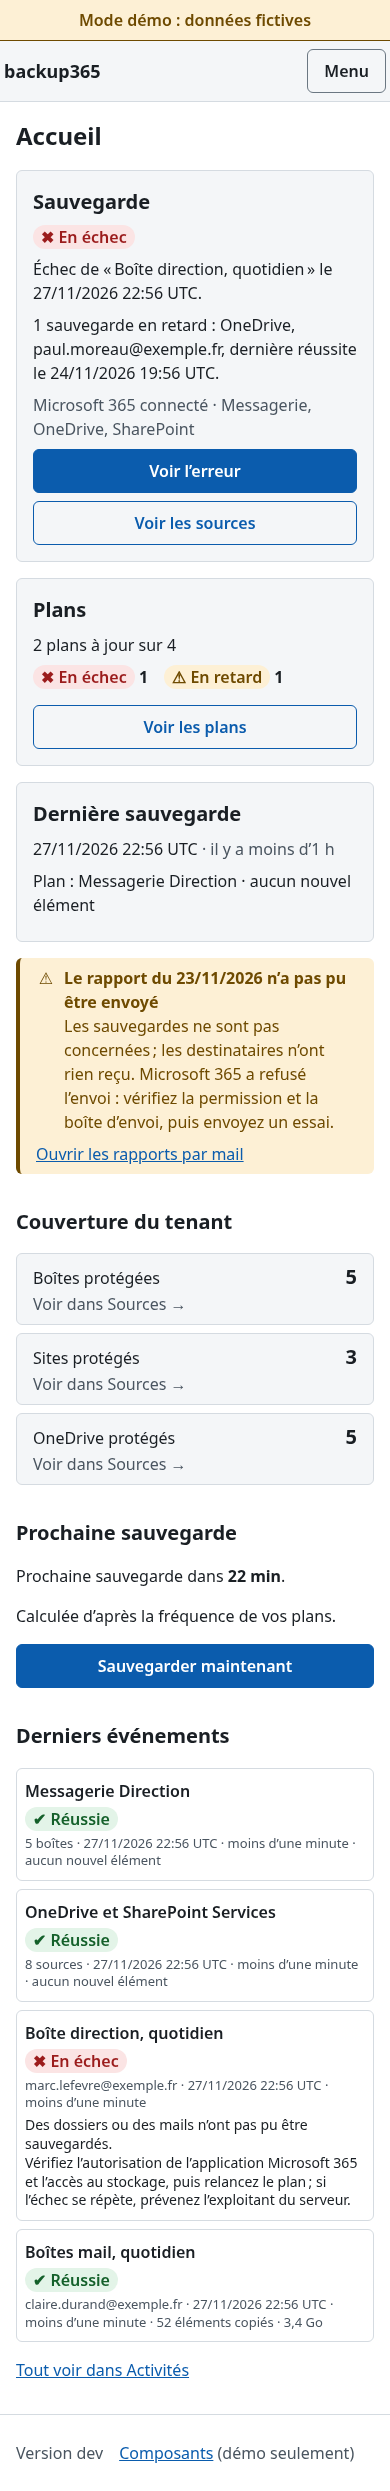 Mode démo : données fictives
backup365
Menu
Accueil
Sauvegarde
✖ En échec
Échec de « Boîte direction, quotidien » le
27/11/2026 22:56 UTC.
1 sauvegarde en retard : OneDrive,
paul.moreau@exemple.fr, dernière réussite
le 24/11/2026 19:56 UTC.
Microsoft 365 connecté · Messagerie,
OneDrive, SharePoint
Voir l’erreur
Voir les sources
Plans
2 plans à jour sur 4
✖ En échec 1 ⚠ En retard 1
Voir les plans
Dernière sauvegarde
27/11/2026 22:56 UTC · il y a moins d’1 h
Plan : Messagerie Direction · aucun nouvel
élément
⚠ Le rapport du 23/11/2026 n’a pas pu
être envoyé
Les sauvegardes ne sont pas
concernées ; les destinataires n’ont
rien reçu. Microsoft 365 a refusé
l’envoi : vérifiez la permission et la
boîte d’envoi, puis envoyez un essai.
Ouvrir les rapports par mail
Couverture du tenant
Boîtes protégées 5
Voir dans Sources →
Sites protégés 3
Voir dans Sources →
OneDrive protégés 5
Voir dans Sources →
Prochaine sauvegarde
Prochaine sauvegarde dans 22 min.
Calculée d’après la fréquence de vos plans.
Sauvegarder maintenant
Derniers événements
Messagerie Direction
✔ Réussie
5 boîtes · 27/11/2026 22:56 UTC · moins d’une minute ·
aucun nouvel élément
OneDrive et SharePoint Services
✔ Réussie
8 sources · 27/11/2026 22:56 UTC · moins d’une minute
· aucun nouvel élément
Boîte direction, quotidien
✖ En échec
marc.lefevre@exemple.fr · 27/11/2026 22:56 UTC ·
moins d’une minute
Des dossiers ou des mails n’ont pas pu être
sauvegardés.
Vérifiez l’autorisation de l’application Microsoft 365
et l’accès au stockage, puis relancez le plan ; si
l’échec se répète, prévenez l’exploitant du serveur.
Boîtes mail, quotidien
✔ Réussie
claire.durand@exemple.fr · 27/11/2026 22:56 UTC ·
moins d’une minute · 52 éléments copiés · 3,4 Go
Tout voir dans Activités
Version dev Composants (démo seulement)